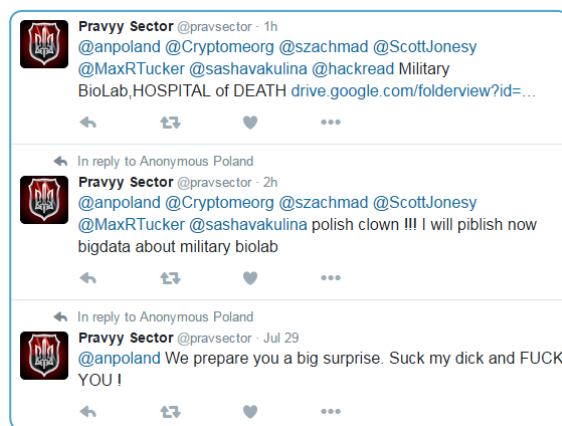 Pravyy Sector @pravsector · 1h
@anpoland @Cryptomeorg @szachmad @ScottJonesy
@MaxRTucker @sashavakulina @hackread Military
BioLab,HOSPITAL of DEATH drive.google.com/folderview?id=…
In reply to Anonymous Poland
Pravyy Sector @pravsector · 2h
@anpoland @Cryptomeorg @szachmad @ScottJonesy
@MaxRTucker @sashavakulina polish clown !!! I will piblish now
bigdata about military biolab
In reply to Anonymous Poland
Pravyy Sector @pravsector · Jul 29
@anpoland We prepare you a big surprise. Suck my dick and FUCK
YOU !